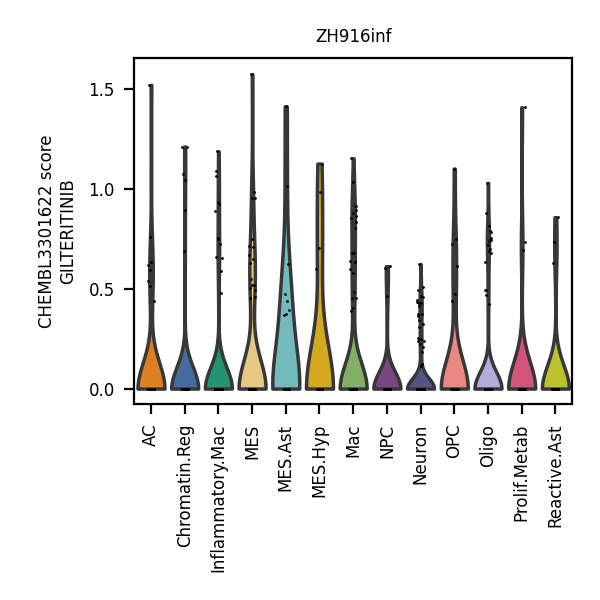 ZH916inf
CHEMBL3301622 score
GILTERITINIB
1.5
1.0
0.5
0.0
AC
Chromatin.Reg
Inflammatory.Mac
MES
MES.Ast
MES.Hyp
Mac
NPC
Neuron
OPC
Oligo
Prolif.Metab
Reactive.Ast